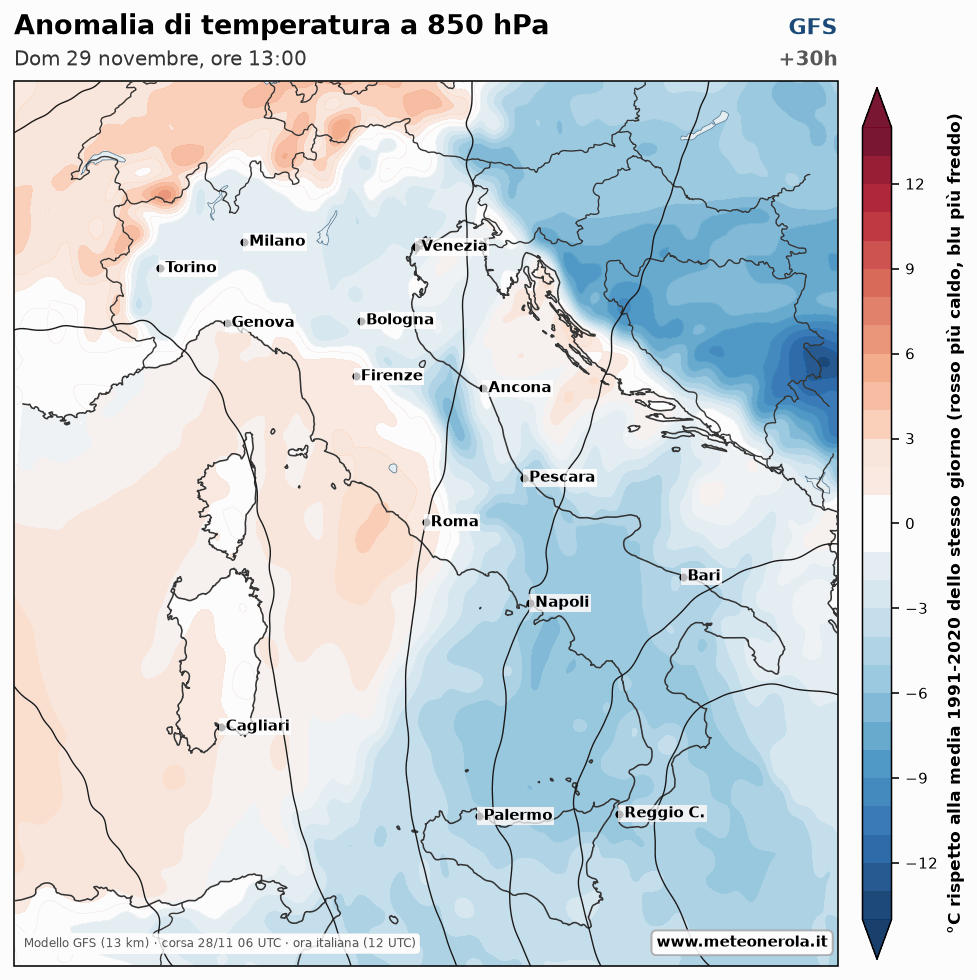 Anomalia di temperatura a 850 hPa
GFS
Dom 29 novembre, ore 13:00
+30h
Milano
Venezia
Torino
Genova
Bologna
Firenze
Ancona
Pescara
Roma
Bari
Napoli
Cagliari
Palermo
Reggio C.
12
9
6
3
0
−3
−6
−9
−12
°C rispetto alla media 1991-2020 dello stesso giorno (rosso più caldo, blu più freddo)
Modello GFS (13 km) · corsa 28/11 06 UTC · ora italiana (12 UTC)
www.meteonerola.it